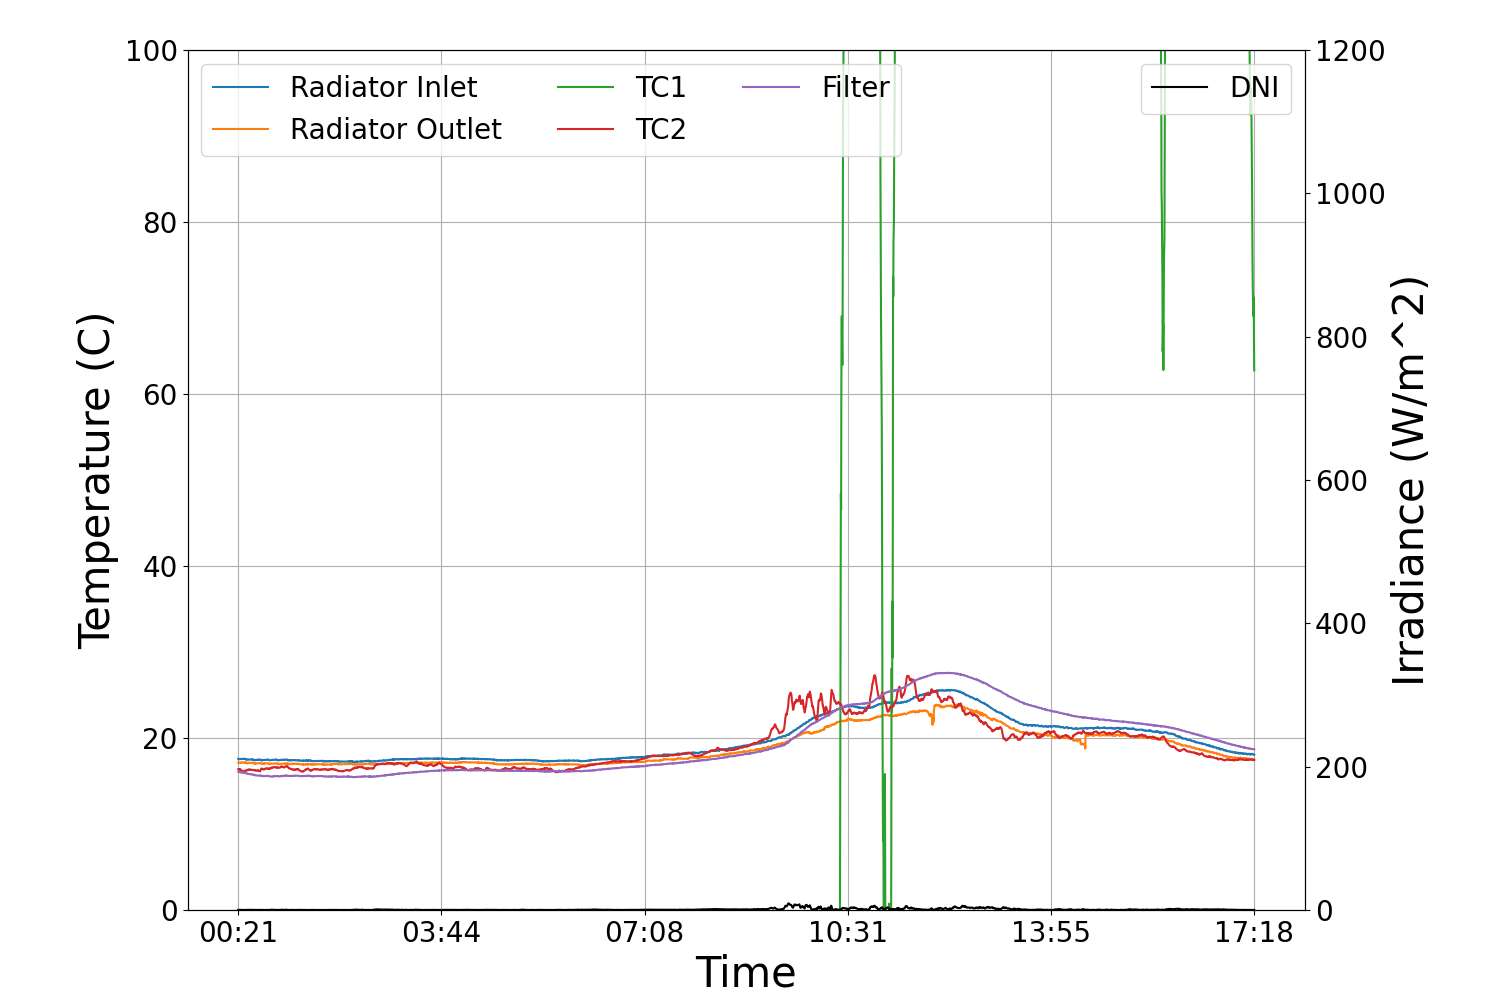 Radiator Inlet
Radiator Outlet
TC1
TC2
Filter
DNI
Temperature (C)
100
80
60
40
20
0
Irradiance (W/m^2)
1200
1000
800
600
400
200
0
00:21 03:44 07:08 10:31 13:55 17:18
Time